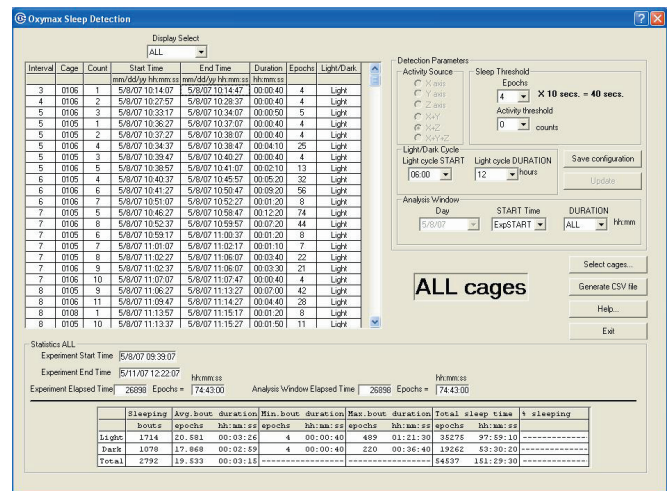 Oxymax Sleep Detection
Display
Select
ALL
Interval Cage Count Start Time End Time Duration Epochs Light/Dark
mm/dd/yy hh:mm:ss mm/dd/yy hh:mm:ss hh:mm:ss
3 0106 1 5/8/07 10:14:07 5/8/07 10:14:47 00:00:40 4 Light
4 0106 2 5/8/07 10:27:57 5/8/07 10:28:37 00:00:40 4 Light
5 0106 3 5/8/07 10:33:17 5/8/07 10:34:07 00:00:50 5 Light
5 0105 1 5/8/07 10:36:27 5/8/07 10:37:07 00:00:40 4 Light
5 0105 2 5/8/07 10:37:27 5/8/07 10:38:07 00:00:40 4 Light
5 0106 4 5/8/07 10:34:37 5/8/07 10:38:47 00:04:10 25 Light
5 0105 3 5/8/07 10:39:47 5/8/07 10:40:27 00:00:40 4 Light
5 0106 5 5/8/07 10:38:57 5/8/07 10:41:07 00:02:10 13 Light
6 0105 4 5/8/07 10:40:37 5/8/07 10:45:57 00:05:20 32 Light
6 0106 6 5/8/07 10:41:27 5/8/07 10:50:47 00:09:20 56 Light
6 0106 7 5/8/07 10:51:07 5/8/07 10:52:27 00:01:20 8 Light
7 0105 5 5/8/07 10:46:27 5/8/07 10:58:47 00:12:20 74 Light
7 0106 8 5/8/07 10:52:37 5/8/07 10:59:57 00:07:20 44 Light
7 0105 6 5/8/07 10:59:17 5/8/07 11:00:37 00:01:20 8 Light
7 0105 7 5/8/07 11:01:07 5/8/07 11:02:17 00:01:10 7 Light
7 0105 8 5/8/07 11:02:27 5/8/07 11:06:07 00:03:40 22 Light
7 0106 9 5/8/07 11:02:37 5/8/07 11:06:07 00:03:30 21 Light
7 0106 10 5/8/07 11:07:07 5/8/07 11:07:47 00:00:40 4 Light
8 0105 9 5/8/07 11:06:27 5/8/07 11:13:27 00:07:00 42 Light
8 0106 11 5/8/07 11:09:47 5/8/07 11:14:27 00:04:40 28 Light
8 0108 1 5/8/07 11:13:57 5/8/07 11:15:17 00:01:20 8 Light
8 0105 10 5/8/07 11:13:37 5/8/07 11:15:27 00:01:50 11 Light
Detection Parameters
Activity Source
X axis
Y axis
Z axis
X+Y
X+Z
X+Y+Z
Sleep Threshold
Epochs
4 X 10 secs. = 40 secs.
Activity threshold
0 counts
Light/Dark Cycle
Light cycle START Light cycle DURATION
06:00 12 hours
Save configuration
Update
Analysis Window
Day START Time DURATION
5/8/07 ExpSTART ALL hh:mm
ALL cages
Select cages...
Generate CSV file
Help...
Exit
Statistics ALL
Experiment Start Time 5/8/07 09:39:07
Experiment End Time 5/11/07 12:22:07
hh:mm:ss hh:mm:ss
Experiment Elapsed Time 26898 Epochs = 74:43:00 Analysis Window Elapsed Time 26898 Epochs = 74:43:00
Sleeping Avg.bout duration Min.bout duration Max.bout duration Total sleep time % sleeping
bouts epochs hh:mm:ss epochs hh:mm:ss epochs hh:mm:ss epochs hh:mm:ss
Light 1714 20.581 00:03:26 4 00:00:40 489 01:21:30 35275 97:59:10 --------------
Dark 1078 17.868 00:02:59 4 00:00:40 220 00:36:40 19262 53:30:20 --------------
Total 2792 19.533 00:03:15 ----------------- ----------------- 54537 151:29:30 --------------